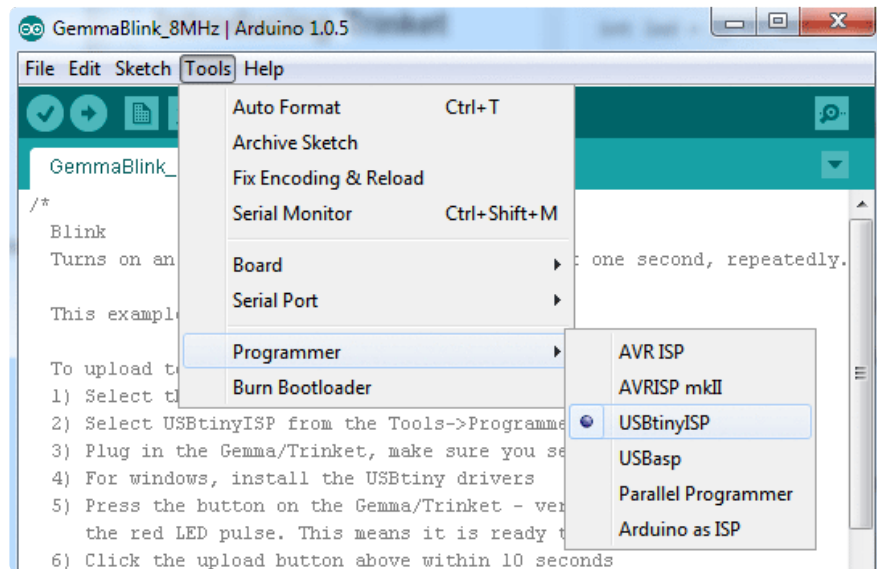 GemmaBlink_8MHz | Arduino 1.0.5
File Edit Sketch Tools Help
Auto Format Ctrl+T
Archive Sketch
GemmaBlink_
Fix Encoding & Reload
/*
Serial Monitor Ctrl+Shift+M
Blink
Turns on an one second, repeatedly.
Board
Serial Port
This exampl
Programmer
AVR ISP
To upload t
Burn Bootloader
AVRISP mkII
1) Select t
2) Select USBtinyISP from the Tools->Programme
USBtinyISP
3) Plug in the Gemma/Trinket, make sure you se
USBasp
4) For windows, install the USBtiny drivers
Parallel Programmer
5) Press the button on the Gemma/Trinket - ver
the red LED pulse. This means it is ready t
Arduino as ISP
6) Click the upload button above within 10 seconds